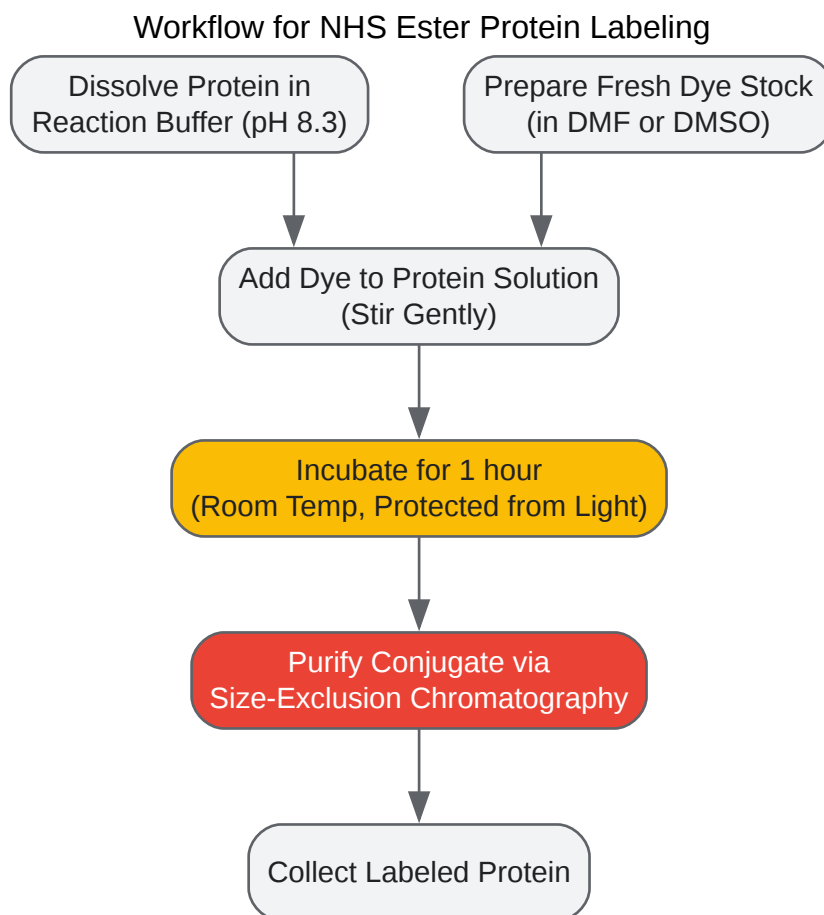 Workflow for NHS Ester Protein Labeling
Dissolve Protein in
Reaction Buffer (pH 8.3)
Prepare Fresh Dye Stock
(in DMF or DMSO)
Add Dye to Protein Solution
(Stir Gently)
Incubate for 1 hour
(Room Temp, Protected from Light)
Purify Conjugate via
Size-Exclusion Chromatography
Collect Labeled Protein